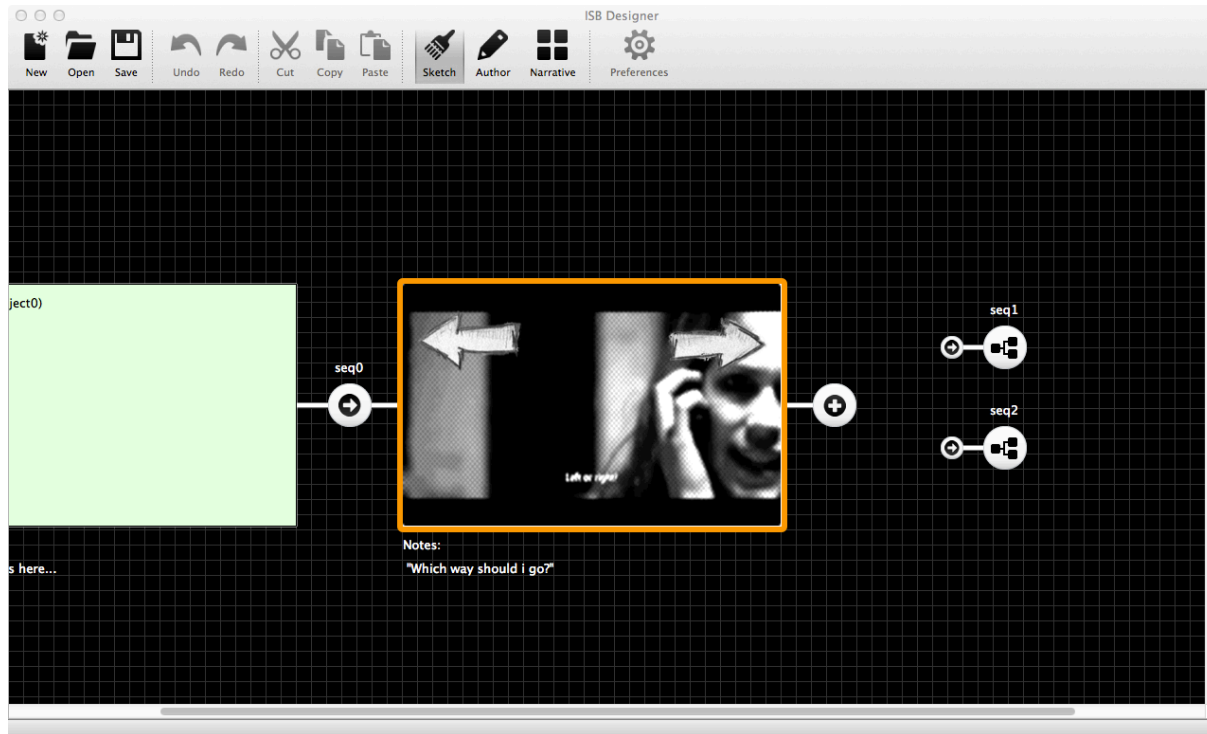 ISB Designer
New Open Save Undo Redo Cut Copy Paste Sketch Author Narrative Preferences
ject0)
seq0
Left or right?
seq1
seq2
Notes:
"Which way should i go?"
s here...